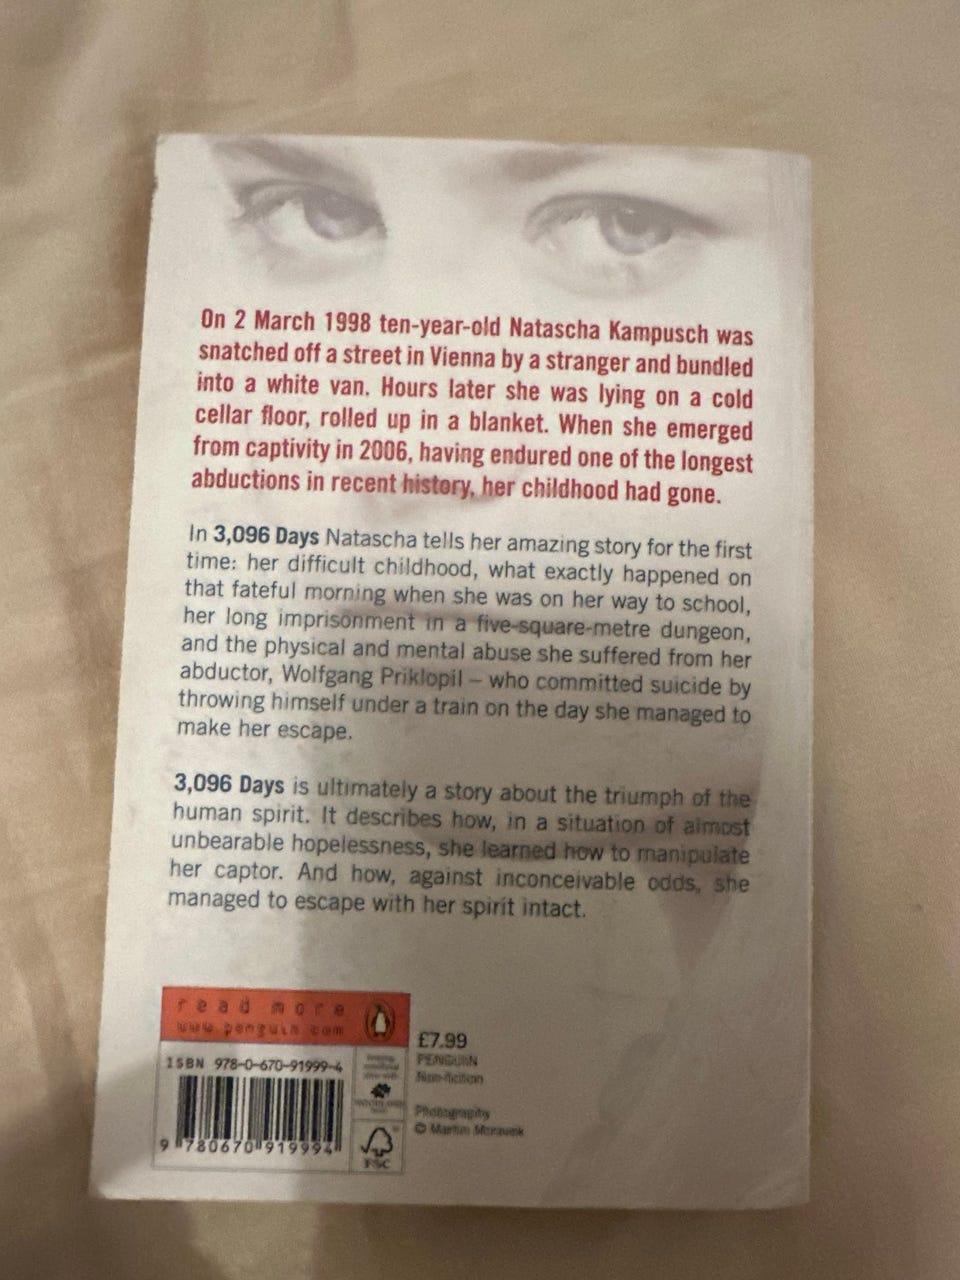 On 2 March 1998 ten-year-old Natascha Kampusch was
snatched off a street in Vienna by a stranger and bundled
into a white van. Hours later she was lying on a cold
cellar floor, rolled up in a blanket. When she emerged
from captivity in 2006, having endured one of the longest
abductions in recent history, her childhood had gone.
In 3,096 Days Natascha tells her amazing story for the first
time: her difficult childhood, what exactly happened on
that fateful morning when she was on her way to school,
her long imprisonment in a five-square-metre dungeon,
and the physical and mental abuse she suffered from her
abductor, Wolfgang Priklopil – who committed suicide by
throwing himself under a train on the day she managed to
make her escape.
3,096 Days is ultimately a story about the triumph of the
human spirit. It describes how, in a situation of almost
unbearable hopelessness, she learned how to manipulate
her captor. And how, against inconceivable odds, she
managed to escape with her spirit intact.
read more
www.penguin.com
ISBN 978-0-670-91999-4
9 780670 919994
FSC
£7.99
PENGUIN
Non-fiction
Photography
© Martin Moravek